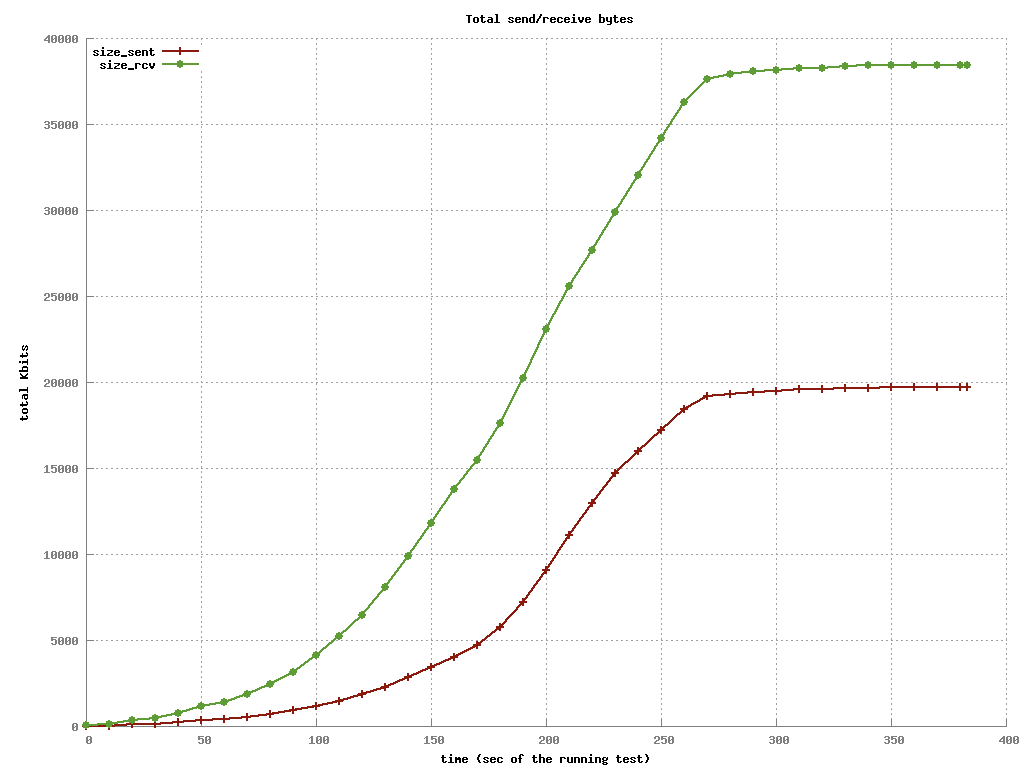 Total send/receive bytes
size_sent
size_rcv
40000
35000
30000
25000
20000
15000
10000
5000
0
total Kbits
0 50 100 150 200 250 300 350 400
time (sec of the running test)